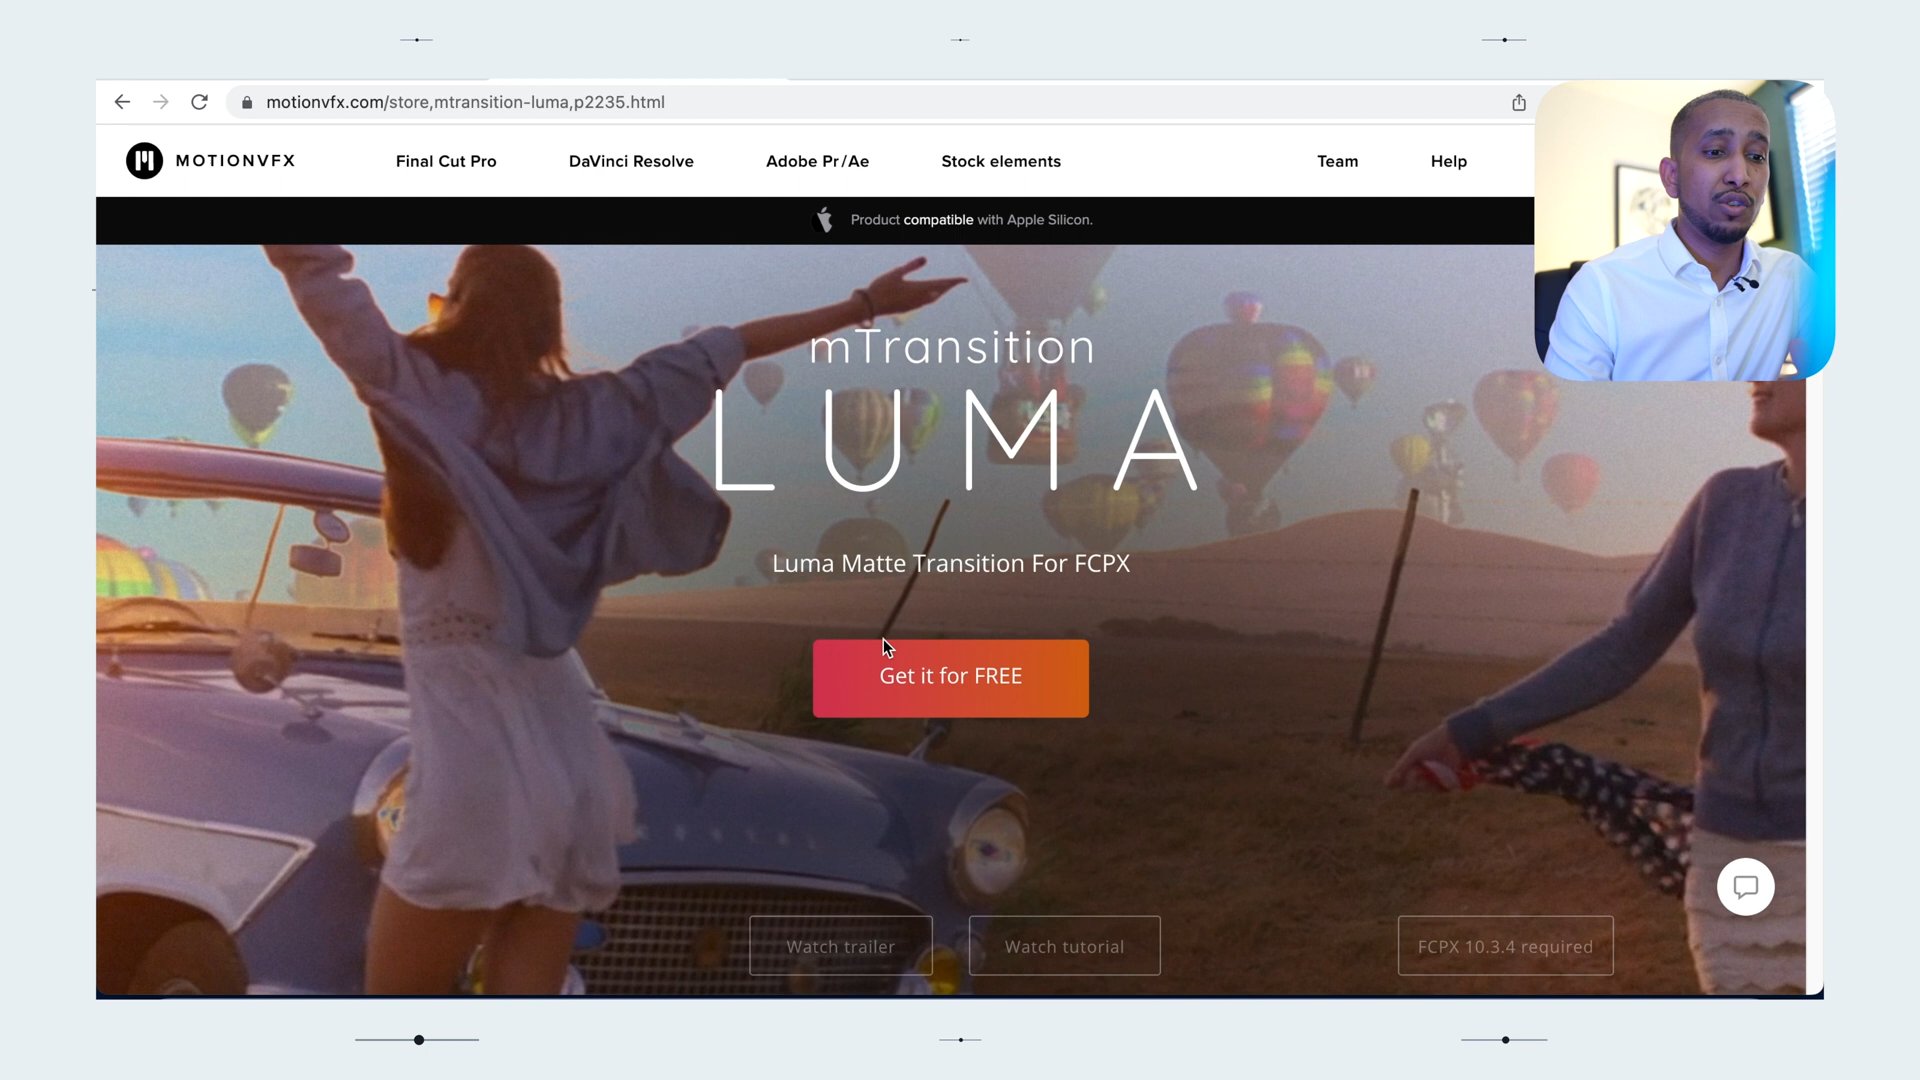 motionvfx.com/store,mtransition-luma,p2235.html
MOTIONVFX
Final Cut Pro
DaVinci Resolve
Adobe Pr/Ae
Stock elements
Team
Help
Product compatible with Apple Silicon.
mTransition
LUMA
Luma Matte Transition For FCPX
Get it for FREE
Watch trailer
Watch tutorial
FCPX 10.3.4 required